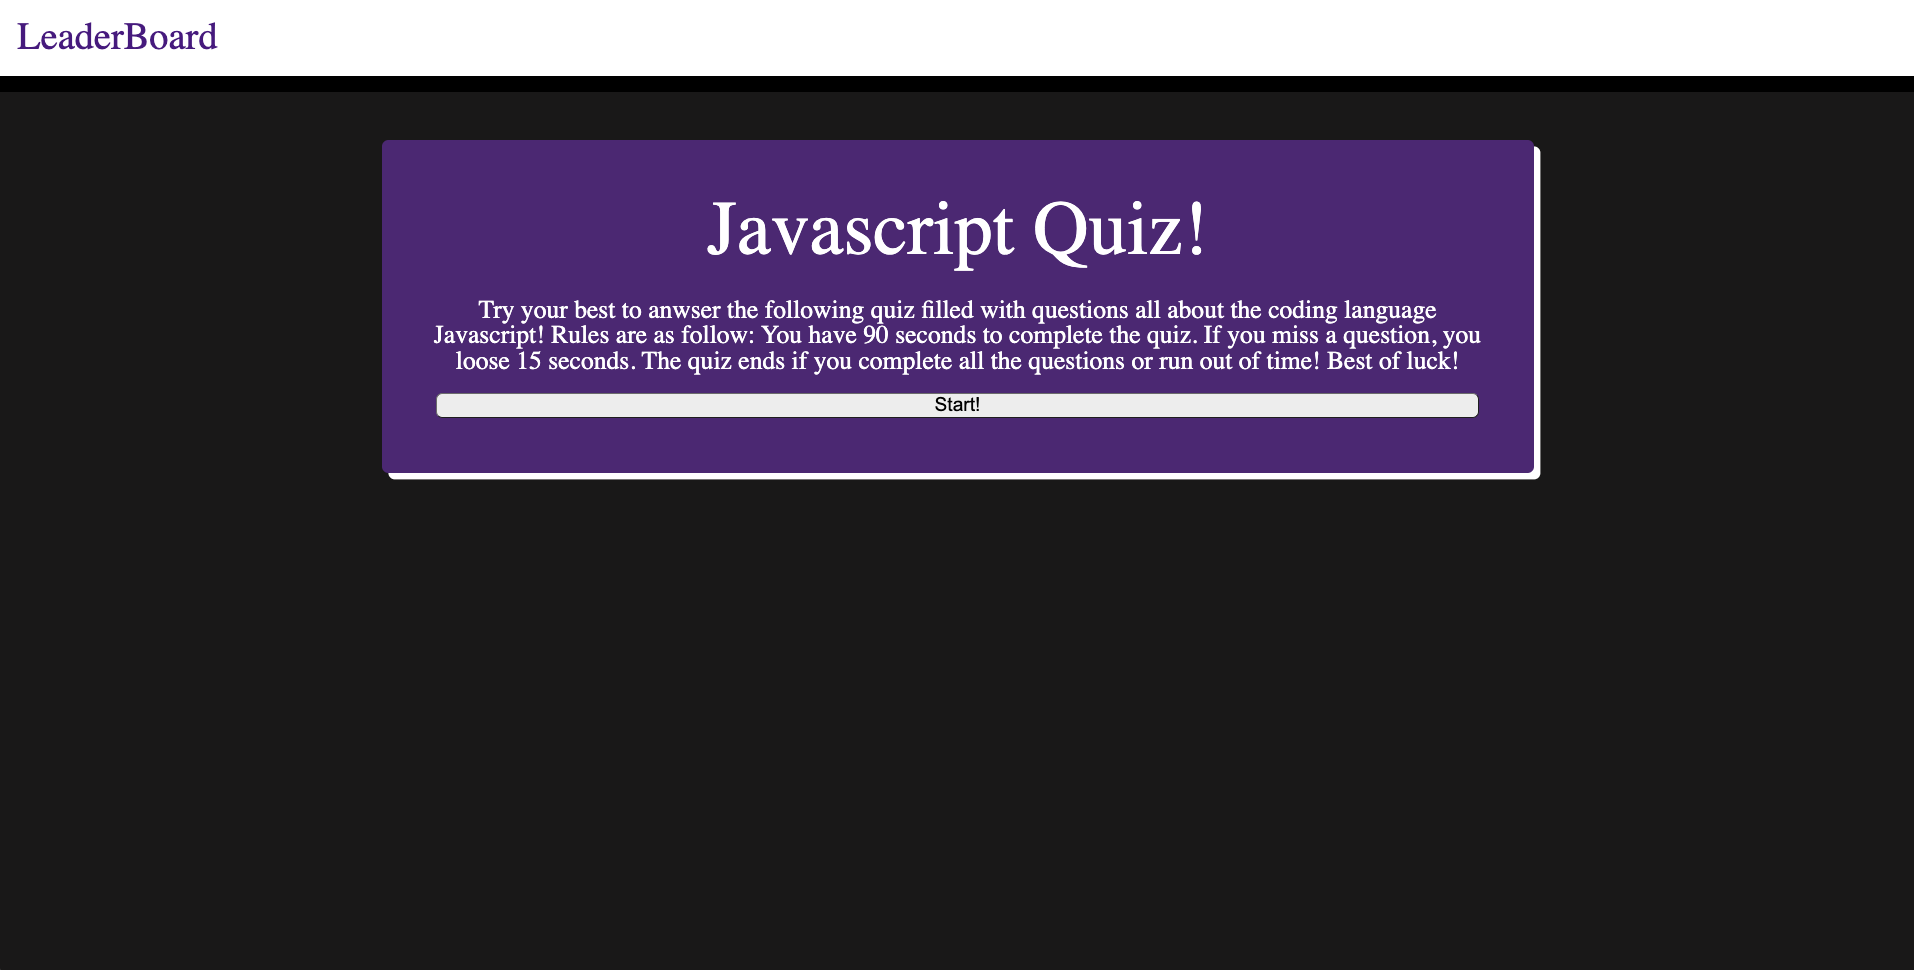 LeaderBoard
Javascript Quiz!
Try your best to anwser the following quiz filled with questions all about the coding language
Javascript! Rules are as follow: You have 90 seconds to complete the quiz. If you miss a question, you
loose 15 seconds. The quiz ends if you complete all the questions or run out of time! Best of luck!
Start!